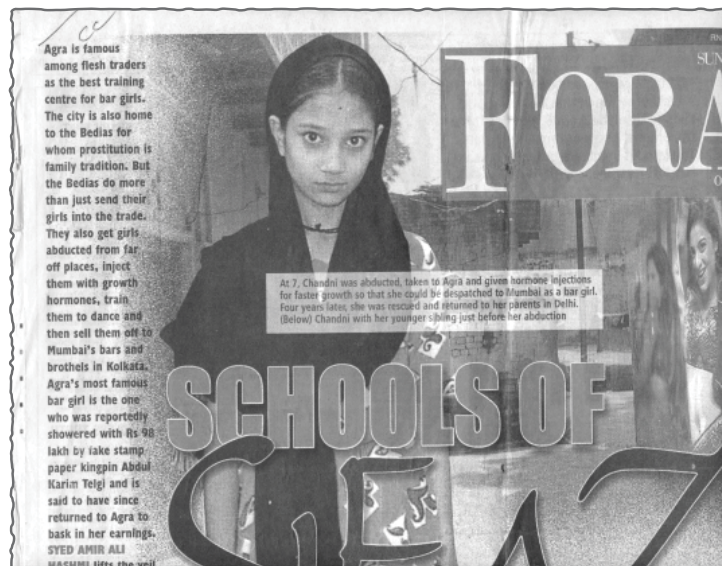 Agra is famous
among flesh traders
as the best training
centre for bar girls.
The city is also home
to the Bedias for
whom prostitution is
family tradition. But
the Bedias do more
than just send their
girls into the trade.
They also get girls
abducted from far
off places, inject
them with growth
hormones, train
them to dance and
then sell them off to
Mumbai's bars and
brothels in Kolkata.
Agra's most famous
bar girl is the one
who was reportedly
showered with Rs 98
lakh by fake stamp
paper kingpin Abdul
Karim Telgi and is
said to have since
returned to Agra to
bask in her earnings.
SYED AMIR ALI
HASHMI lifts the veil
SUN
FORA
At 7, Chandni was abducted, taken to Agra and given hormone injections
for faster growth so that she could be despatched to Mumbai as a bar girl.
Four years later, she was rescued and returned to her parents in Delhi.
(Below) Chandni with her younger sibling just before her abduction
SCHOOLS OF